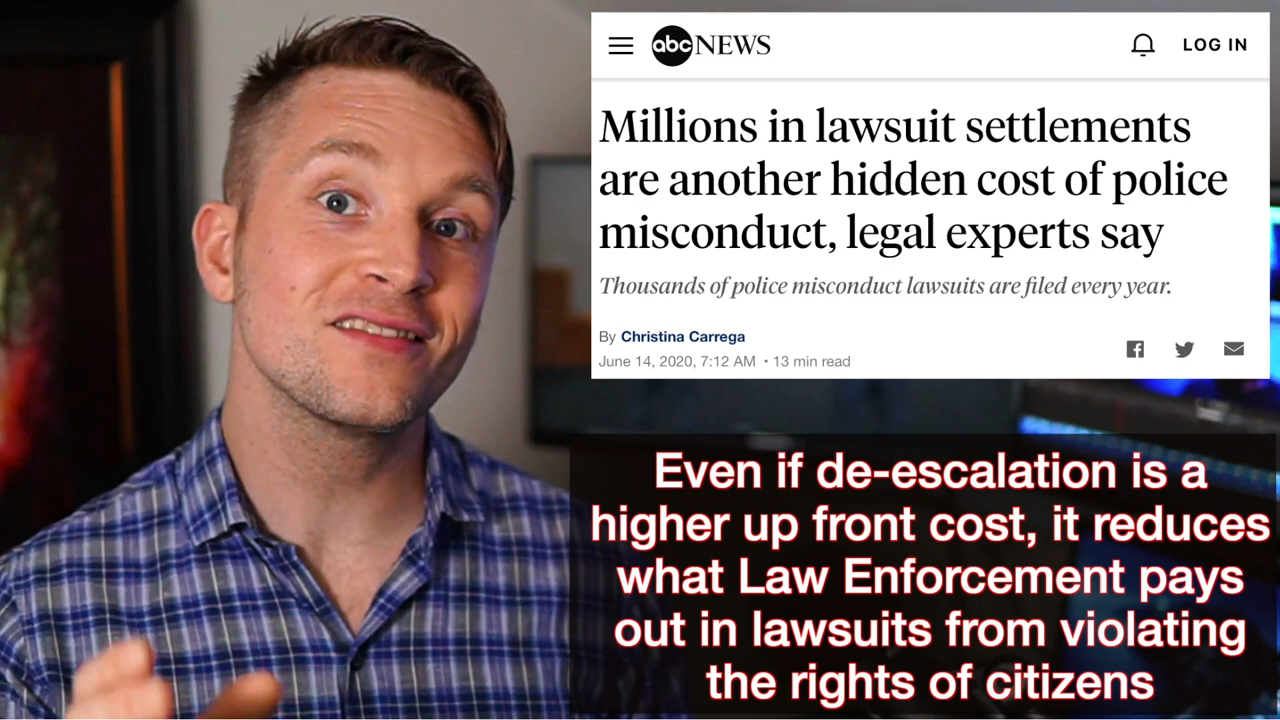 abc NEWS
LOG IN
Millions in lawsuit settlements
are another hidden cost of police
misconduct, legal experts say
Thousands of police misconduct lawsuits are filed every year.
By Christina Carrega
June 14, 2020, 7:12 AM • 13 min read
Even if de-escalation is a
higher up front cost, it reduces
what Law Enforcement pays
out in lawsuits from violating
the rights of citizens